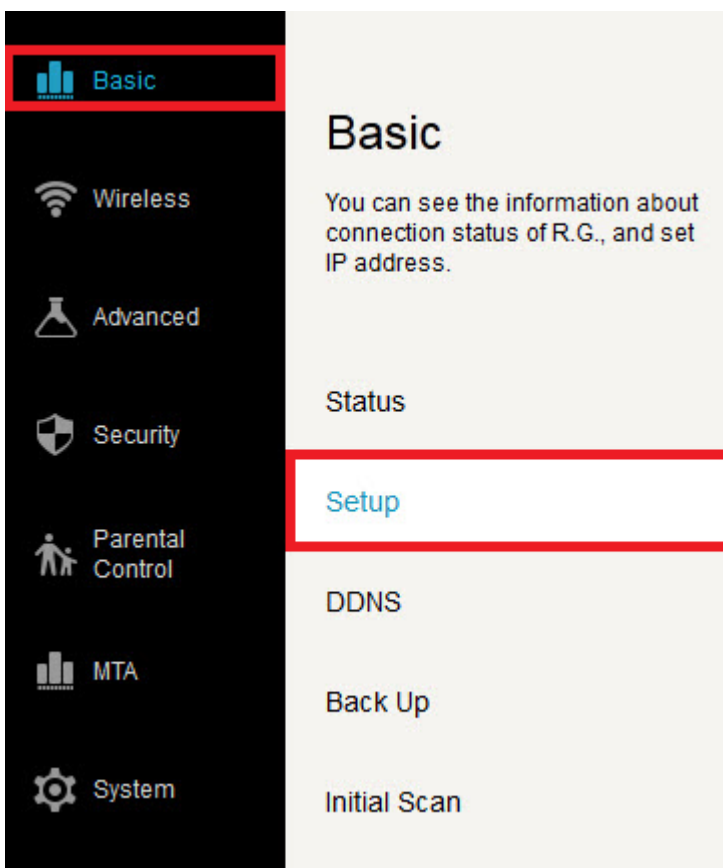 Basic
Wireless
Advanced
Security
Parental
Control
MTA
System
Basic
You can see the information about
connection status of R.G., and set
IP address.
Status
Setup
DDNS
Back Up
Initial Scan